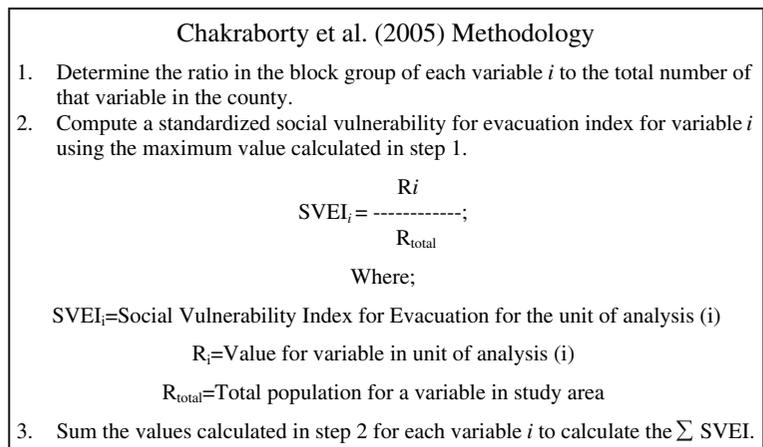 Chakraborty et al. (2005) Methodology
1. Determine the ratio in the block group of each variable i to the total number of
that variable in the county.
2. Compute a standardized social vulnerability for evacuation index for variable i
using the maximum value calculated in step 1.
Ri
SVEIᵢ = ------------;
R_total
Where;
SVEIᵢ=Social Vulnerability Index for Evacuation for the unit of analysis (i)
Rᵢ=Value for variable in unit of analysis (i)
R_total=Total population for a variable in study area
3. Sum the values calculated in step 2 for each variable i to calculate the ∑ SVEI.